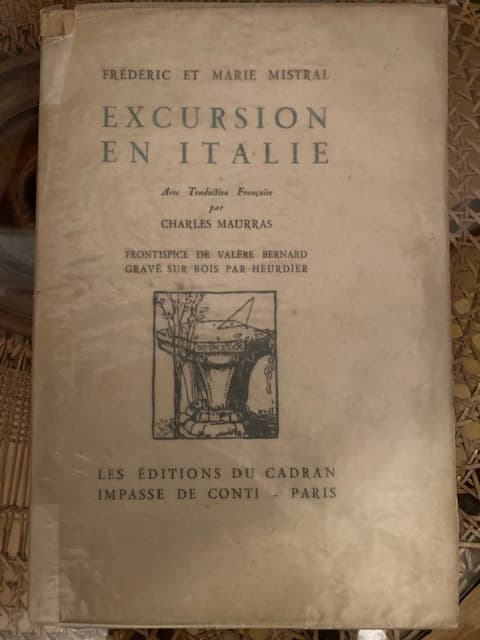 FRÉDÉRIC ET MARIE MISTRAL
EXCURSION
EN ITALIE
Avec Traduction Française
par
CHARLES MAURRAS
FRONTISPICE DE VALÈRE BERNARD
GRAVÉ SUR BOIS PAR HEURDIER
LES ÉDITIONS DU CADRAN
IMPASSE DE CONTI - PARIS